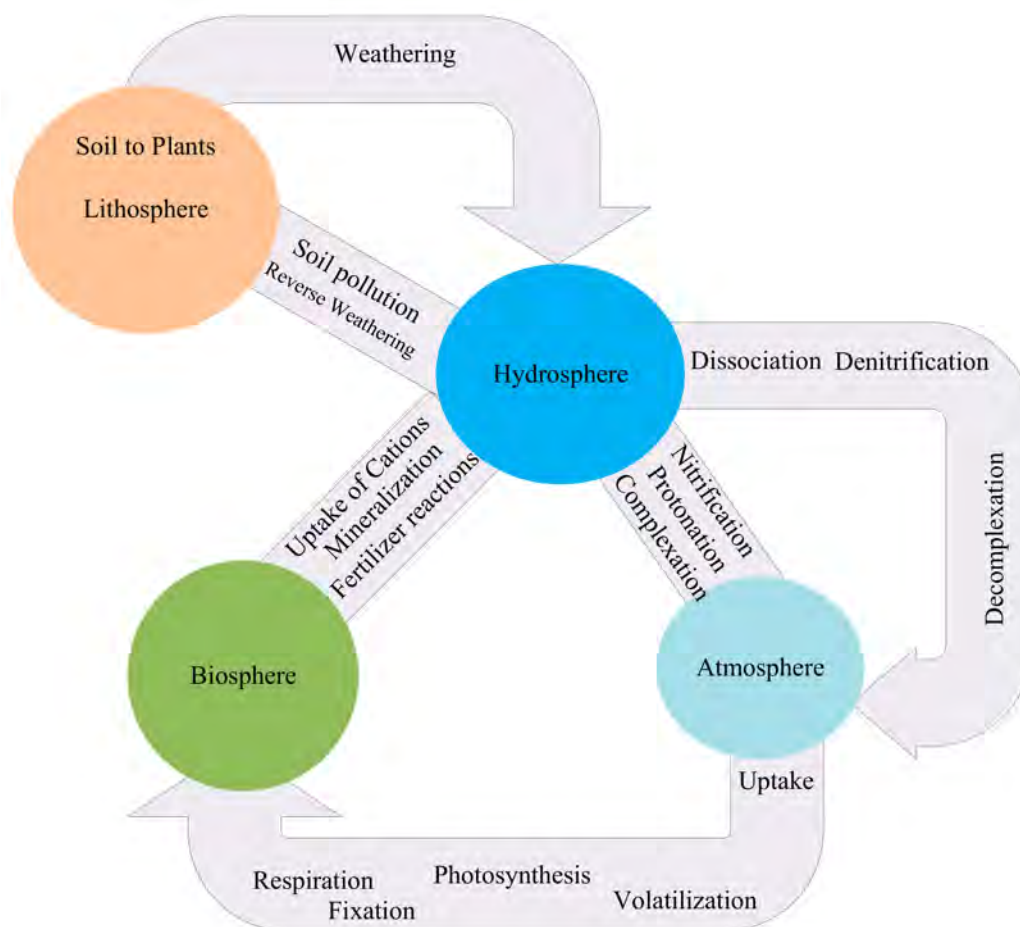 Weathering
Soil to Plants
Lithosphere
Soil pollution
Reverse Weathering
Hydrosphere
Dissociation
Denitrification
Decomplexation
Uptake of Cations
Mineralization
Fertilizer reactions
Nitrification
Protonation
Complexation
Biosphere
Atmosphere
Uptake
Respiration
Fixation
Photosynthesis
Volatilization